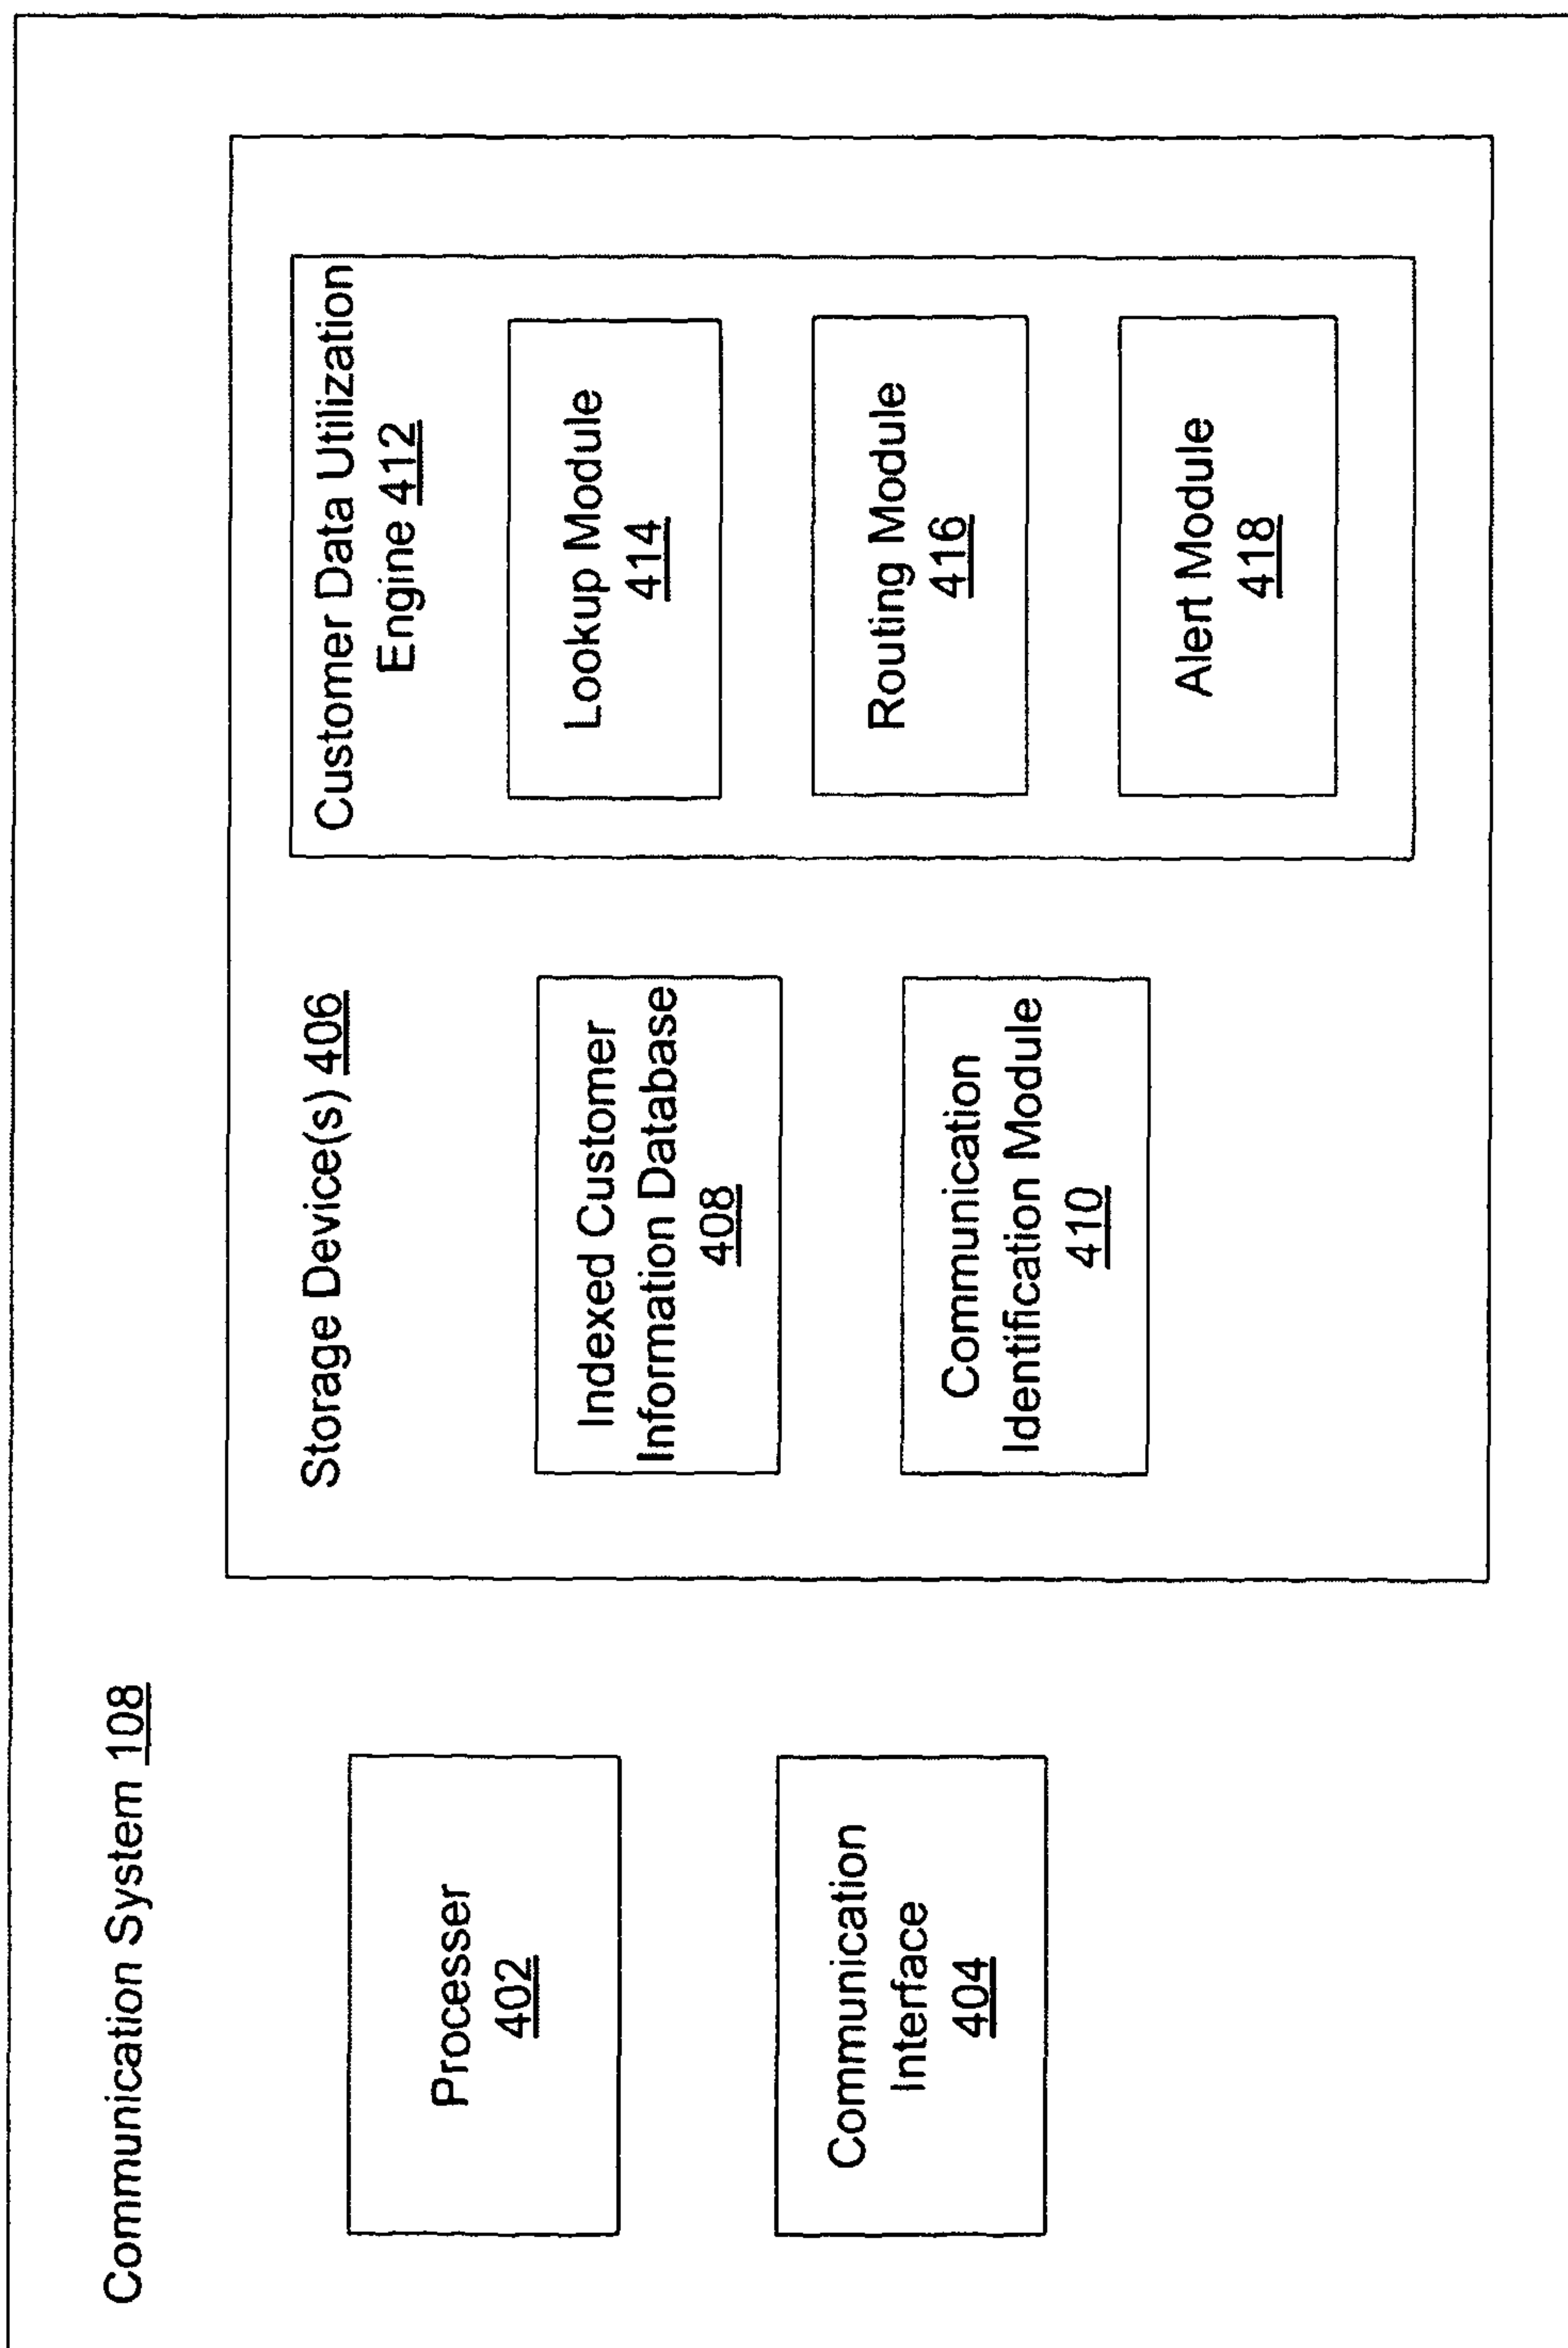 Communication System 108
Processer
402
Communication
Interface
404
Storage Device(s) 406
Indexed Customer
Information Database
408
Communication
Identification Module
410
Customer Data Utilization
Engine 412
Lookup Module
414
Routing Module
416
Alert Module
418